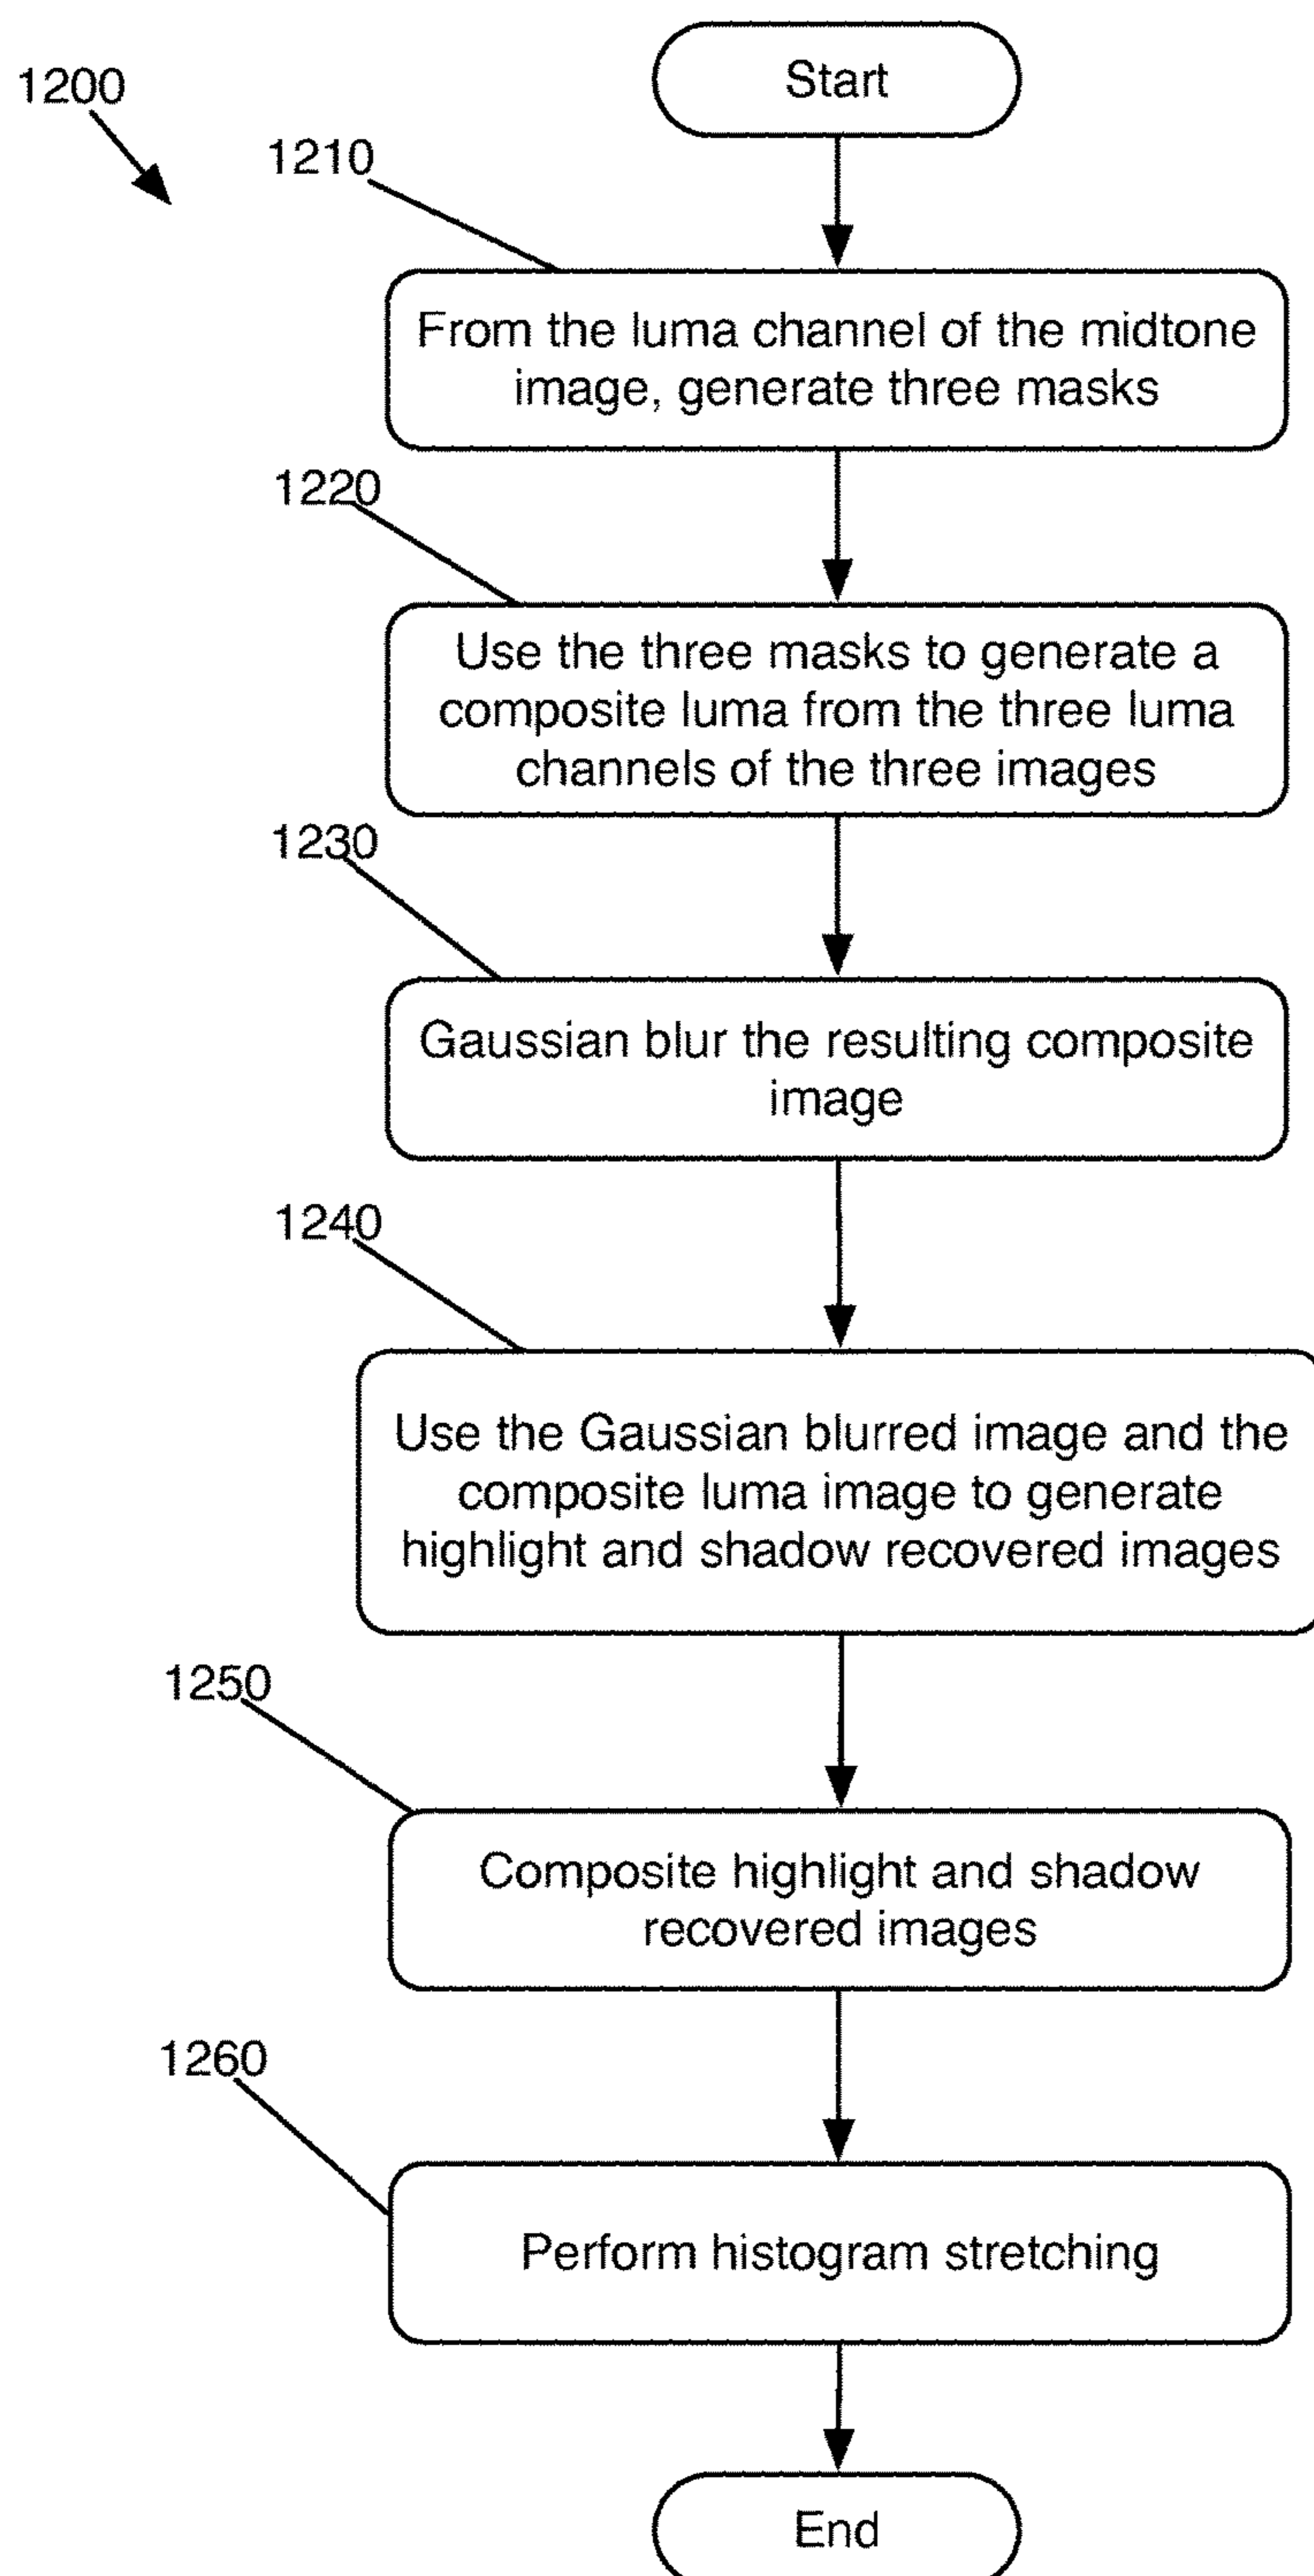 Start
1200
1210
From the luma channel of the midtone
image, generate three masks
1220
Use the three masks to generate a
composite luma from the three luma
channels of the three images
1230
Gaussian blur the resulting composite
image
1240
Use the Gaussian blurred image and the
composite luma image to generate
highlight and shadow recovered images
1250
Composite highlight and shadow
recovered images
1260
Perform histogram stretching
End